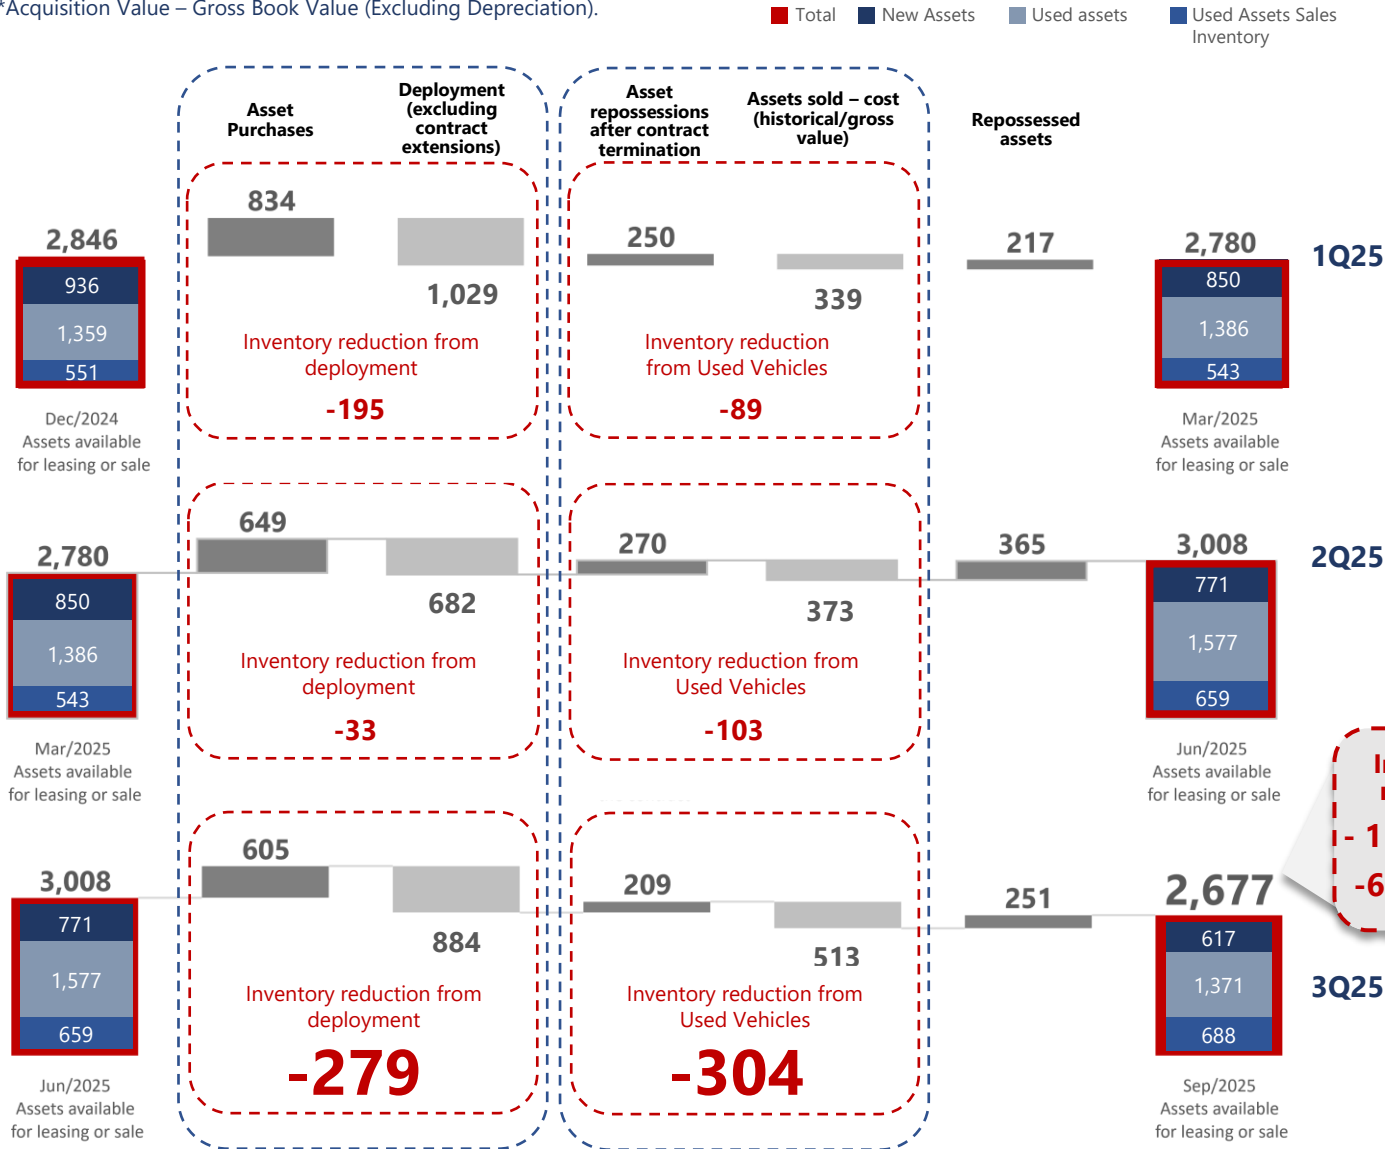 *Acquisition Value – Gross Book Value (Excluding Depreciation).
Total
New Assets
Used assets
Used Assets Sales
Inventory
Asset
Purchases
Deployment
(excluding
contract
extensions)
Asset
repossessions
after contract
termination
Assets sold – cost
(historical/gross
value)
Repossessed
assets
2,846
936
1,359
551
Dec/2024
Assets available
for leasing or sale
834
1,029
Inventory reduction from
deployment
-195
250
339
Inventory reduction
from Used Vehicles
-89
217
2,780
850
1,386
543
Mar/2025
Assets available
for leasing or sale
1Q25
2,780
850
1,386
543
Mar/2025
Assets available
for leasing or sale
649
682
Inventory reduction from
deployment
-33
270
373
Inventory reduction from
Used Vehicles
-103
365
3,008
771
1,577
659
Jun/2025
Assets available
for leasing or sale
2Q25
3,008
771
1,577
659
Jun/2025
Assets available
for leasing or sale
605
884
Inventory reduction from
deployment
-279
209
513
Inventory reduction from
Used Vehicles
-304
251
2,677
617
1,371
688
Sep/2025
Assets available
for leasing or sale
3Q25
- 1
-6